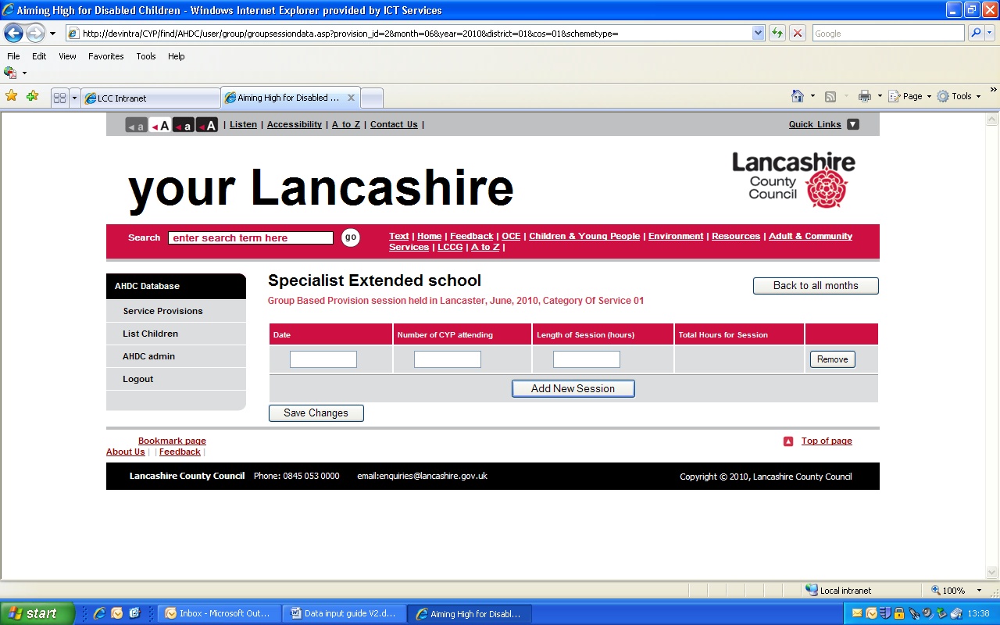 Aiming High for Disabled Children - Windows Internet Explorer provided by ICT Services
http://devintra/CYP/find/AHDC/user/group/groupsessiondata.asp?provision_id=2&month=06&year=2010&district=01&cos=01&schemetype=
Google
File Edit View Favorites Tools Help
LCC Intranet
Aiming High for Disabled ...
Page Tools
a A a A | Listen | Accessibility | A to Z | Contact Us |
Quick Links
your Lancashire
Lancashire
County
Council
Search enter search term here go
Text | Home | Feedback | OCE | Children & Young People | Environment | Resources | Adult & Community
Services | LCCG | A to Z |
AHDC Database
Service Provisions
List Children
AHDC admin
Logout
Specialist Extended school
Back to all months
Group Based Provision session held in Lancaster, June, 2010, Category Of Service 01
Date Number of CYP attending Length of Session (hours) Total Hours for Session
Remove
Add New Session
Save Changes
Bookmark page
About Us | | Feedback |
Top of page
Lancashire County Council Phone: 0845 053 0000 email:enquiries@lancashire.gov.uk Copyright © 2010, Lancashire County Council
Local intranet 100%
start Inbox - Microsoft Out... Data input guide V2.d... Aiming High for Disabl... 13:38